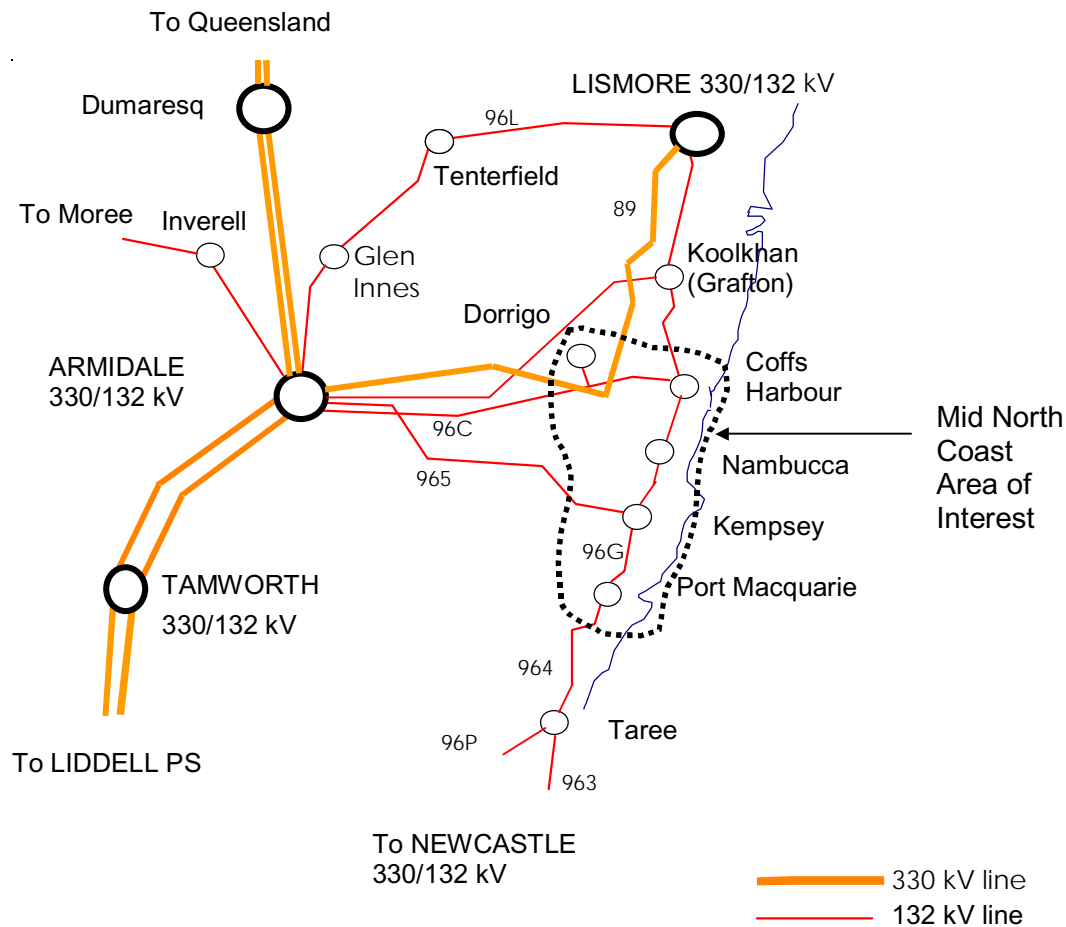 To Queensland
Dumaresq
LISMORE 330/132 kV
96L
Tenterfield
To Moree
Inverell
89
Glen
Innes
Koolkhan
(Grafton)
Dorrigo
ARMIDALE
330/132 kV
Coffs
Harbour
96C
Mid North
Coast
Area of
Interest
965
Nambucca
Kempsey
96G
TAMWORTH
330/132 kV
Port Macquarie
964
Taree
96P
963
To LIDDELL PS
To NEWCASTLE
330/132 kV
330 kV line
132 kV line